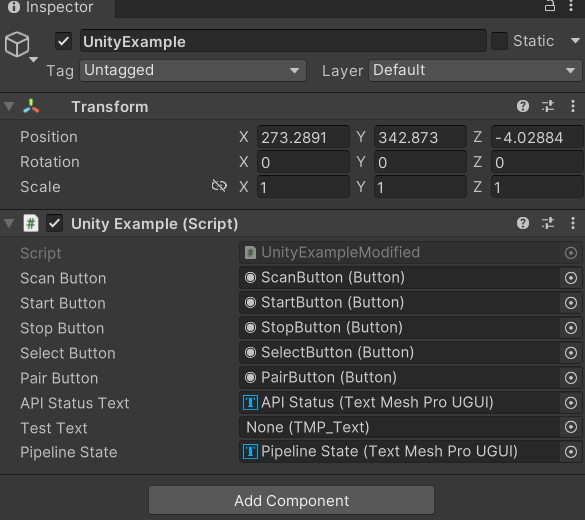 Inspector
UnityExample Static
Tag Untagged Layer Default
Transform
Position X 273.2891 Y 342.873 Z -4.02884
Rotation X 0 Y 0 Z 0
Scale X 1 Y 1 Z 1
# Unity Example (Script)
Script # UnityExampleModified
Scan Button ScanButton (Button)
Start Button StartButton (Button)
Stop Button StopButton (Button)
Select Button SelectButton (Button)
Pair Button PairButton (Button)
API Status Text T API Status (Text Mesh Pro UGUI)
Test Text None (TMP_Text)
Pipeline State T Pipeline State (Text Mesh Pro UGUI)
Add Component